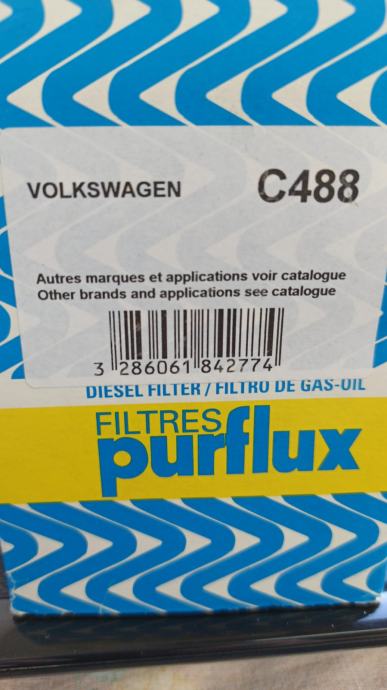 VOLKSWAGEN C488
Autres marques et applications voir catalogue
Other brands and applications see catalogue
3 286061 842774
DIESEL FILTER / FILTRO DE GAS-OIL
FILTRES
purflux